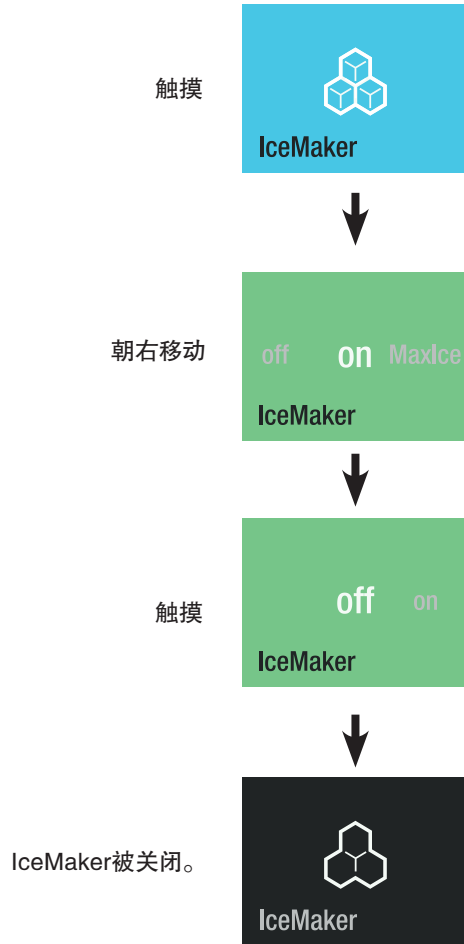 触摸
IceMaker
朝右移动
off on MaxIce
IceMaker
触摸
off on
IceMaker
IceMaker被关闭。
IceMaker